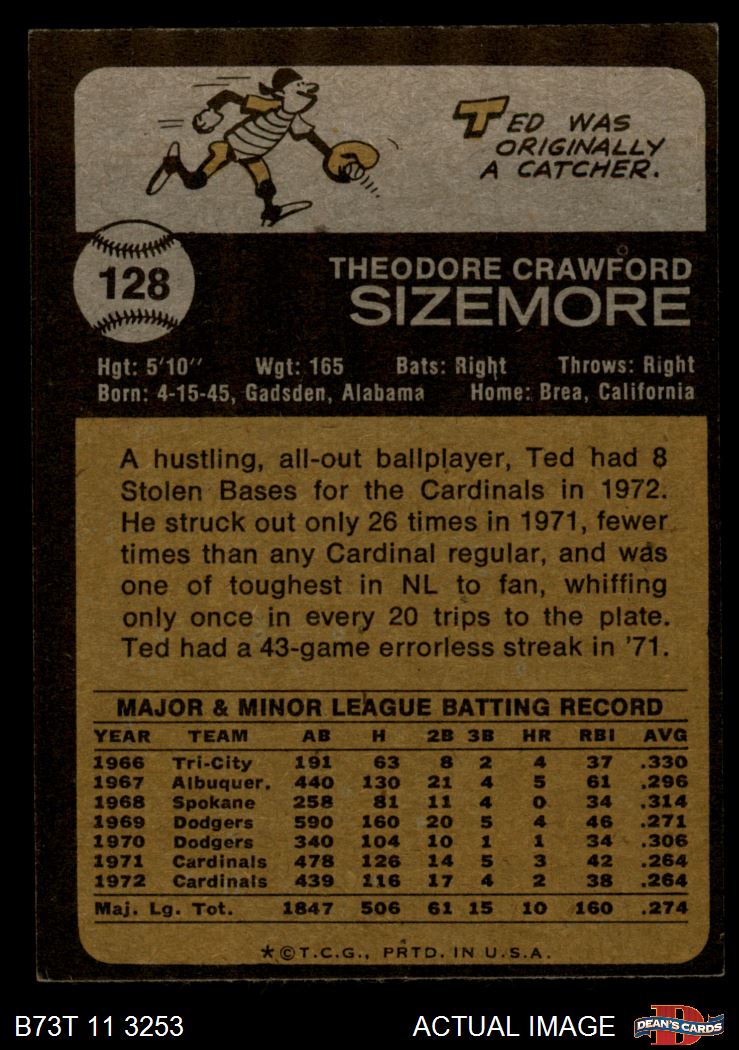 TED WAS
ORIGINALLY
A CATCHER.
128
THEODORE CRAWFORD
SIZEMORE
Hgt: 5'10" Wgt: 165 Bats: Right Throws: Right
Born: 4-15-45, Gadsden, Alabama Home: Brea, California
A hustling, all-out ballplayer, Ted had 8
Stolen Bases for the Cardinals in 1972.
He struck out only 26 times in 1971, fewer
times than any Cardinal regular, and was
one of toughest in NL to fan, whiffing
only once in every 20 trips to the plate.
Ted had a 43-game errorless streak in '71.
MAJOR & MINOR LEAGUE BATTING RECORD
YEAR TEAM AB H 2B 3B HR RBI AVG
1966 Tri-City 191 63 8 2 4 37 .330
1967 Albuquer. 440 130 21 4 5 61 .296
1968 Spokane 258 81 11 4 0 34 .314
1969 Dodgers 590 160 20 5 4 46 .271
1970 Dodgers 340 104 10 1 1 34 .306
1971 Cardinals 478 126 14 5 3 42 .264
1972 Cardinals 439 116 17 4 2 38 .264
Maj. Lg. Tot. 1847 506 61 15 10 160 .274
*©T.C.G., PRTD. IN U.S.A.
B73T 11 3253 ACTUAL IMAGE DEAN'S CARDS